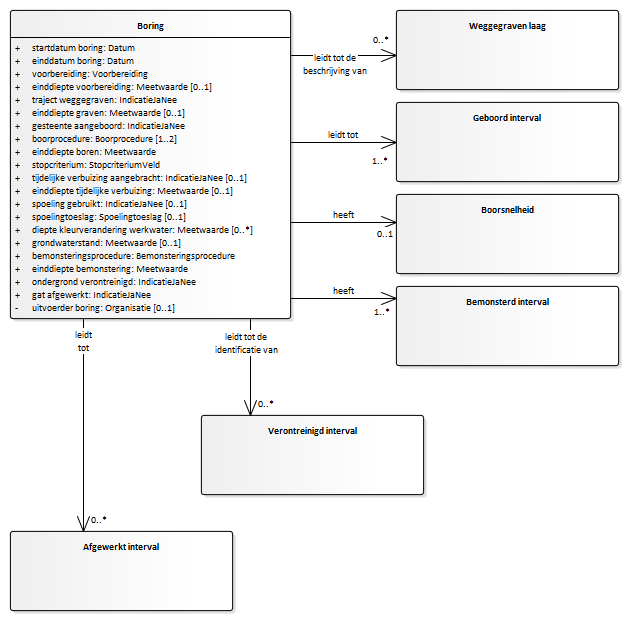 Boring
+ startdatum boring: Datum
+ einddatum boring: Datum
+ voorbereiding: Voorbereiding
+ einddiepte voorbereiding: Meetwaarde [0..1]
+ traject weggegraven: IndicatieJaNee
+ einddiepte graven: Meetwaarde [0..1]
+ gesteente aangeboord: IndicatieJaNee
+ boorprocedure: Boorprocedure [1..2]
+ einddiepte boren: Meetwaarde
+ stopcriterium: StopcriteriumVeld
+ tijdelijke verbuizing aangebracht: IndicatieJaNee [0..1]
+ einddiepte tijdelijke verbuizing: Meetwaarde [0..1]
+ spoeling gebruikt: IndicatieJaNee [0..1]
+ spoelingtoeslag: Spoelingtoeslag [0..1]
+ diepte kleurverandering werkwater: Meetwaarde [0..*]
+ grondwaterstand: Meetwaarde [0..1]
+ bemonsteringsprocedure: Bemonsteringsprocedure
+ einddiepte bemonstering: Meetwaarde
+ ondergrond verontreinigd: IndicatieJaNee
+ gat afgewerkt: IndicatieJaNee
- uitvoerder boring: Organisatie [0..1]
Weggegraven laag
0..*
leidt tot de
beschrijving van
Geboord interval
leidt tot
1..*
Boorsnelheid
heeft
0..1
Bemonsterd interval
heeft
1..*
leidt
tot
leidt tot de
identificatie van
0..*
Verontreinigd interval
0..*
Afgewerkt interval